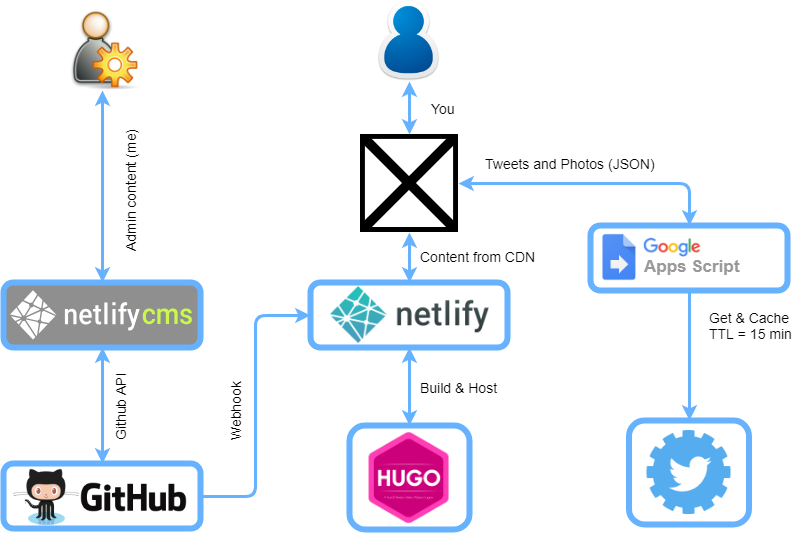 You
Tweets and Photos (JSON)
Admin content (me)
Content from CDN
Google
Apps Script
netlifycms
netlify
Get & Cache
TTL = 15 min
Github API
Webhook
Build & Host
HUGO
GitHub